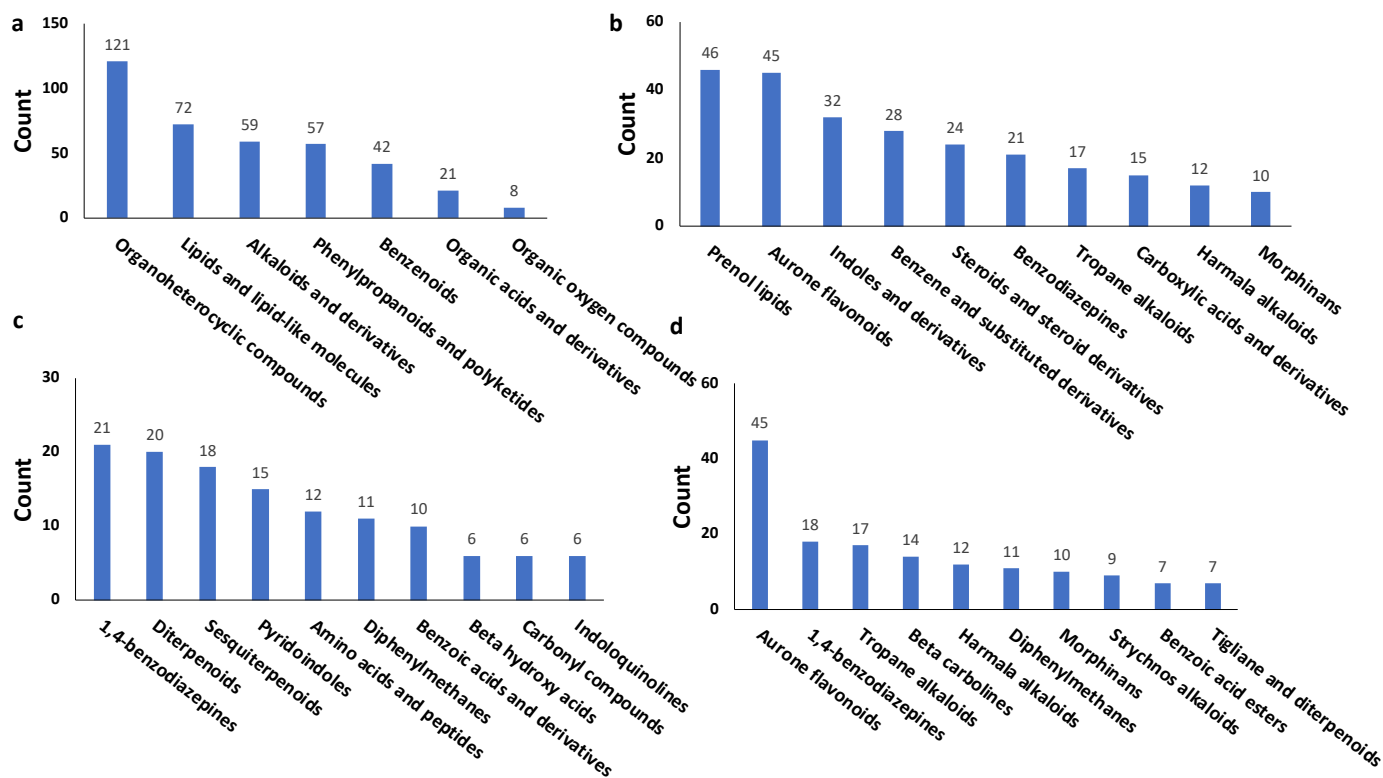 a
150
100
50
0
Count
121
72
59
57
42
21
8
Organoheterocyclic compounds
Lipids and lipid-like molecules
Alkaloids and derivatives
Phenylpropanoids and polyketides
Benzenoids
Organic acids and derivatives
Organic oxygen compounds
b
60
40
20
0
Count
46
45
32
28
24
21
17
15
12
10
Prenol lipids
Aurone flavonoids
Indoles and derivatives
Benzene and substituted derivatives
Steroids and steroid derivatives
Benzodiazepines
Tropane alkaloids
Carboxylic acids and derivatives
Harmala alkaloids
Morphinans
c
30
20
10
0
Count
21
20
18
15
12
11
10
6
6
6
1,4-benzodiazepines
Diterpenoids
Sesquiterpenoids
Pyridoindoles
Amino acids and peptides
Diphenylmethanes
Benzoic acids and derivatives
Beta hydroxy acids
Carbonyl compounds
Indoloquinolines
d
60
40
20
0
Count
45
18
17
14
12
11
10
9
7
7
Aurone flavonoids
1,4-benzodiazepines
Tropane alkaloids
Beta carbolines
Harmala alkaloids
Diphenylmethanes
Morphinans
Strychnos alkaloids
Benzoic acid esters
Tigliane and diterpenoids